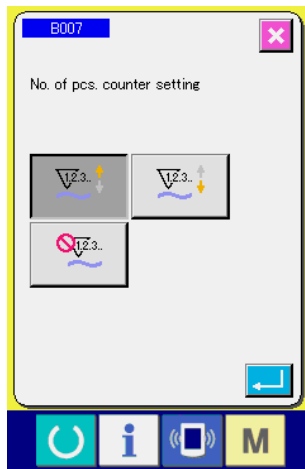 B007
No. of pcs. counter setting
1.2.3.. 1.2.3..
1.2.3..
i M